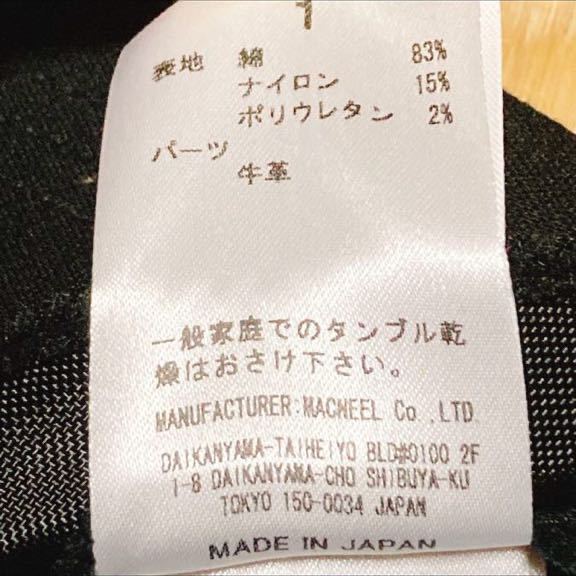 1
表地 綿 83%
ナイロン 15%
ポリウレタン 2%
パーツ
牛革
一般家庭でのタンブル乾
燥はおさけ下さい。
MANUFACTURER:MACNEEL Co.,LTD.
DAIKANYAMA-TAIHEIYO BLD#0100 2F
1-8 DAIKANYAMA-CHO SHIBUYA-KU
TOKYO 150-0034 JAPAN
MADE IN JAPAN